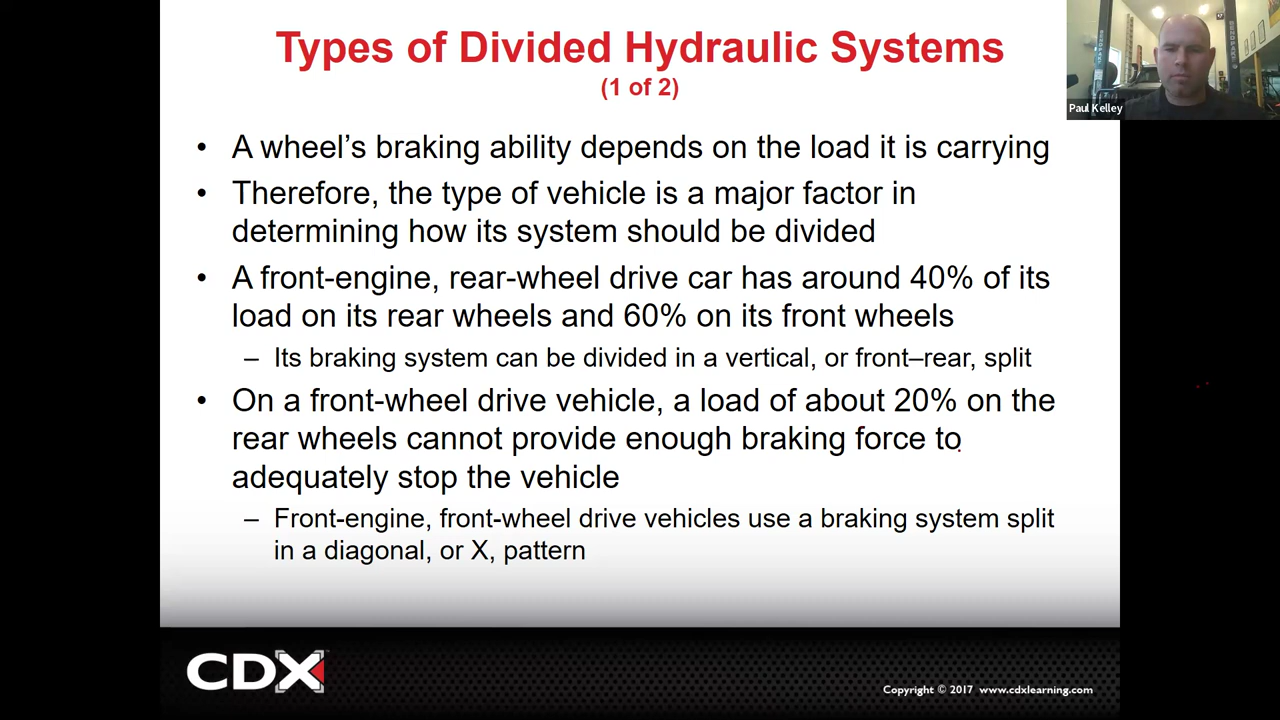 Types of Divided Hydraulic Systems
(1 of 2)
Paul Kelley
• A wheel’s braking ability depends on the load it is carrying
• Therefore, the type of vehicle is a major factor in
determining how its system should be divided
• A front-engine, rear-wheel drive car has around 40% of its
load on its rear wheels and 60% on its front wheels
– Its braking system can be divided in a vertical, or front–rear, split
• On a front-wheel drive vehicle, a load of about 20% on the
rear wheels cannot provide enough braking force to
adequately stop the vehicle
– Front-engine, front-wheel drive vehicles use a braking system split
in a diagonal, or X, pattern
CDX
Copyright © 2017 www.cdxlearning.com